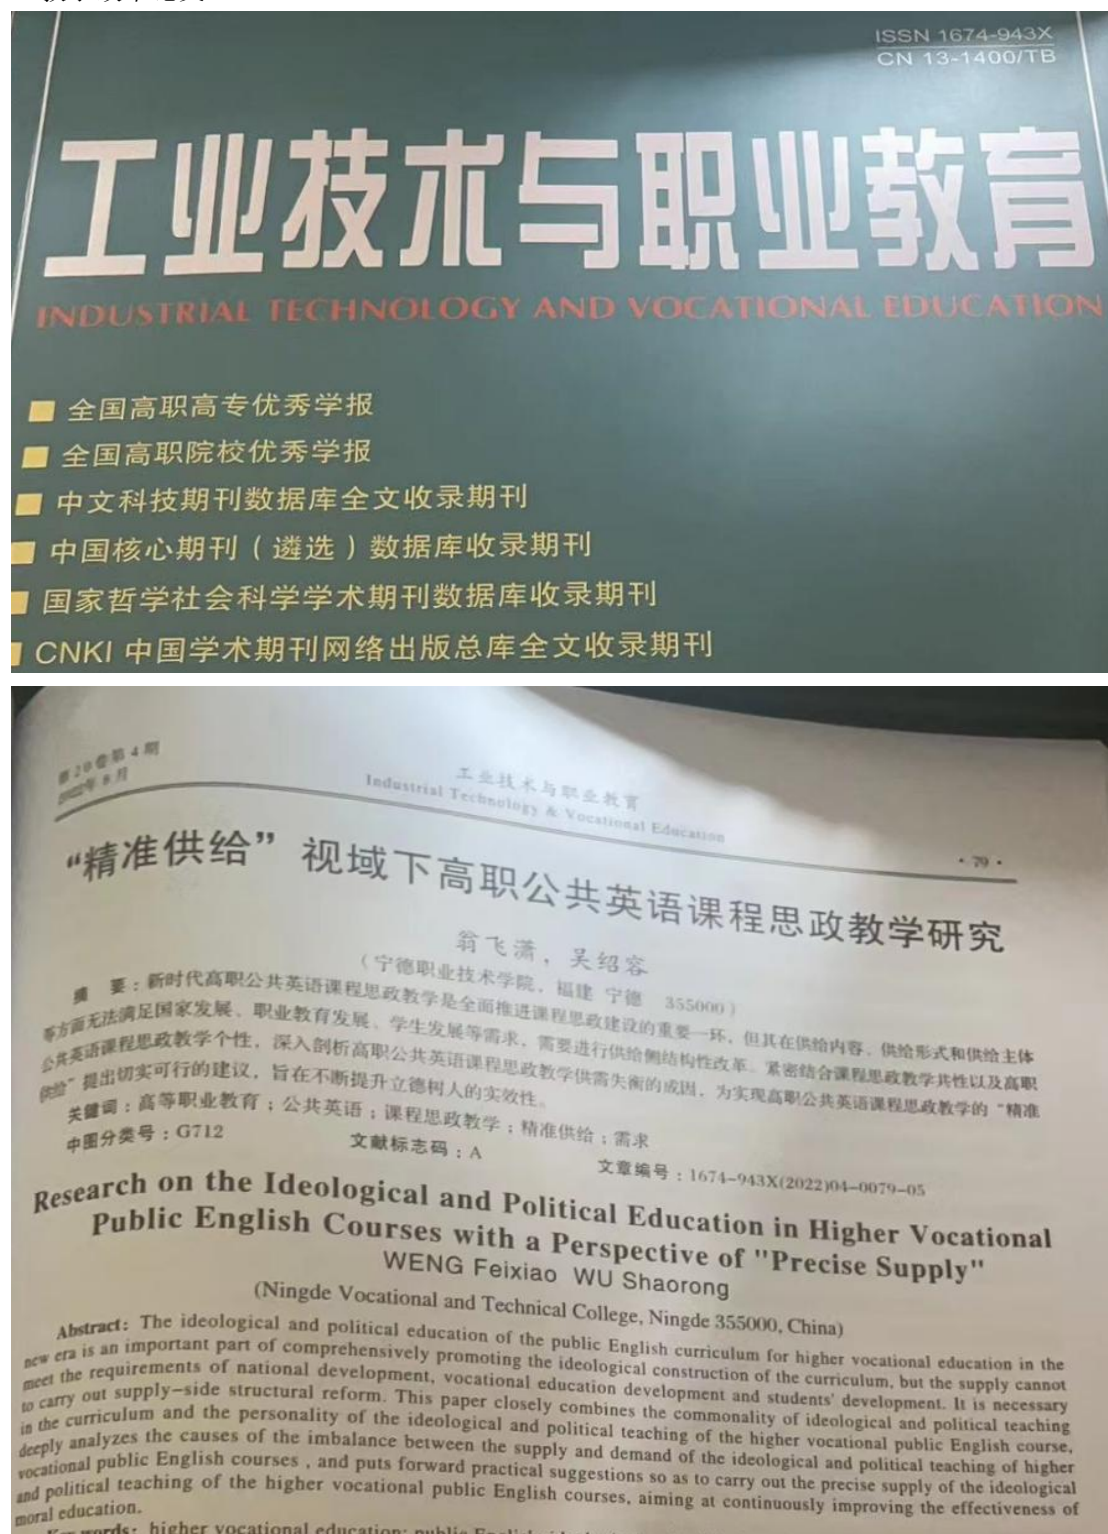 ISSN 1674-943X
CN 13-1400/TB
工业技术与职业教育
INDUSTRIAL TECHNOLOGY AND VOCATIONAL EDUCATION
全国高职高专优秀学报
全国高职院校优秀学报
中文科技期刊数据库全文收录期刊
中国核心期刊(遴选)数据库收录期刊
国家哲学社会科学学术期刊数据库收录期刊
CNKI 中国学术期刊网络出版总库全文收录期刊
第20卷第4期
2022年8月
工业技术与职业教育
Industrial Technology & Vocational Education
·79·
“精准供给”视域下高职公共英语课程思政教学研究
翁飞潇,吴绍容
(宁德职业技术学院,福建 宁德 355000)
摘 要:新时代高职公共英语课程思政教学是全面推进课程思政建设的重要一环,但其在供给内容、供给形式和供给主体
等方面无法满足国家发展、职业教育发展、学生发展等需求,需要进行供给侧结构性改革。紧密结合课程思政教学共性以及高职
公共英语课程思政教学个性,深入剖析高职公共英语课程思政教学供需失衡的成因,为实现高职公共英语课程思政教学的“精准
供给”提出切实可行的建议,旨在不断提升立德树人的实效性。
关键词:高等职业教育;公共英语;课程思政教学;精准供给;需求
中图分类号:G712 文献标志码:A 文章编号:1674-943X(2022)04-0079-05
Research on the Ideological and Political Education in Higher Vocational
Public English Courses with a Perspective of "Precise Supply"
WENG Feixiao WU Shaorong
(Ningde Vocational and Technical College, Ningde 355000, China)
Abstract: The ideological and political education of the public English curriculum for higher vocational education in the
new era is an important part of comprehensively promoting the ideological construction of the curriculum, but the supply cannot
meet the requirements of national development, vocational education development and students' development. It is necessary
to carry out supply-side structural reform. This paper closely combines the commonality of ideological and political teaching
in the curriculum and the personality of the ideological and political teaching of the higher vocational public English course,
deeply analyzes the causes of the imbalance between the supply and demand of the ideological and political teaching of higher
vocational public English courses , and puts forward practical suggestions so as to carry out the precise supply of the ideological
and political teaching of the higher vocational public English courses, aiming at continuously improving the effectiveness of
moral education.
words: higher vocational education; public